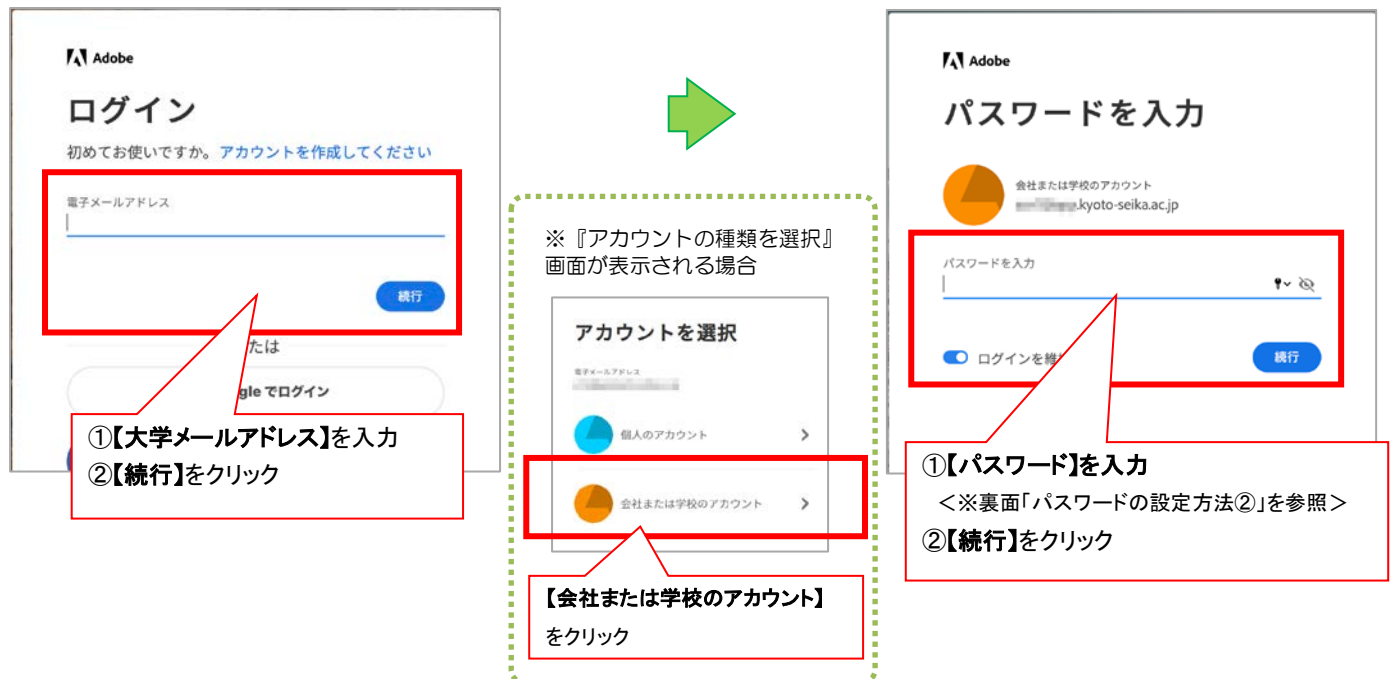 Adobe
ログイン
初めてお使いですか。アカウントを作成してください
電子メールアドレス
続行
たは
gle でログイン
①【大学メールアドレス】を入力
②【続行】をクリック
※『アカウントの種類を選択』
画面が表示される場合
アカウントを選択
電子メールアドレス
個人のアカウント
会社または学校のアカウント
【会社または学校のアカウント】
をクリック
Adobe
パスワードを入力
会社または学校のアカウント
.kyoto-seika.ac.jp
パスワードを入力
ログインを維
続行
①【パスワード】を入力
＜※裏面「パスワードの設定方法②」を参照＞
②【続行】をクリック